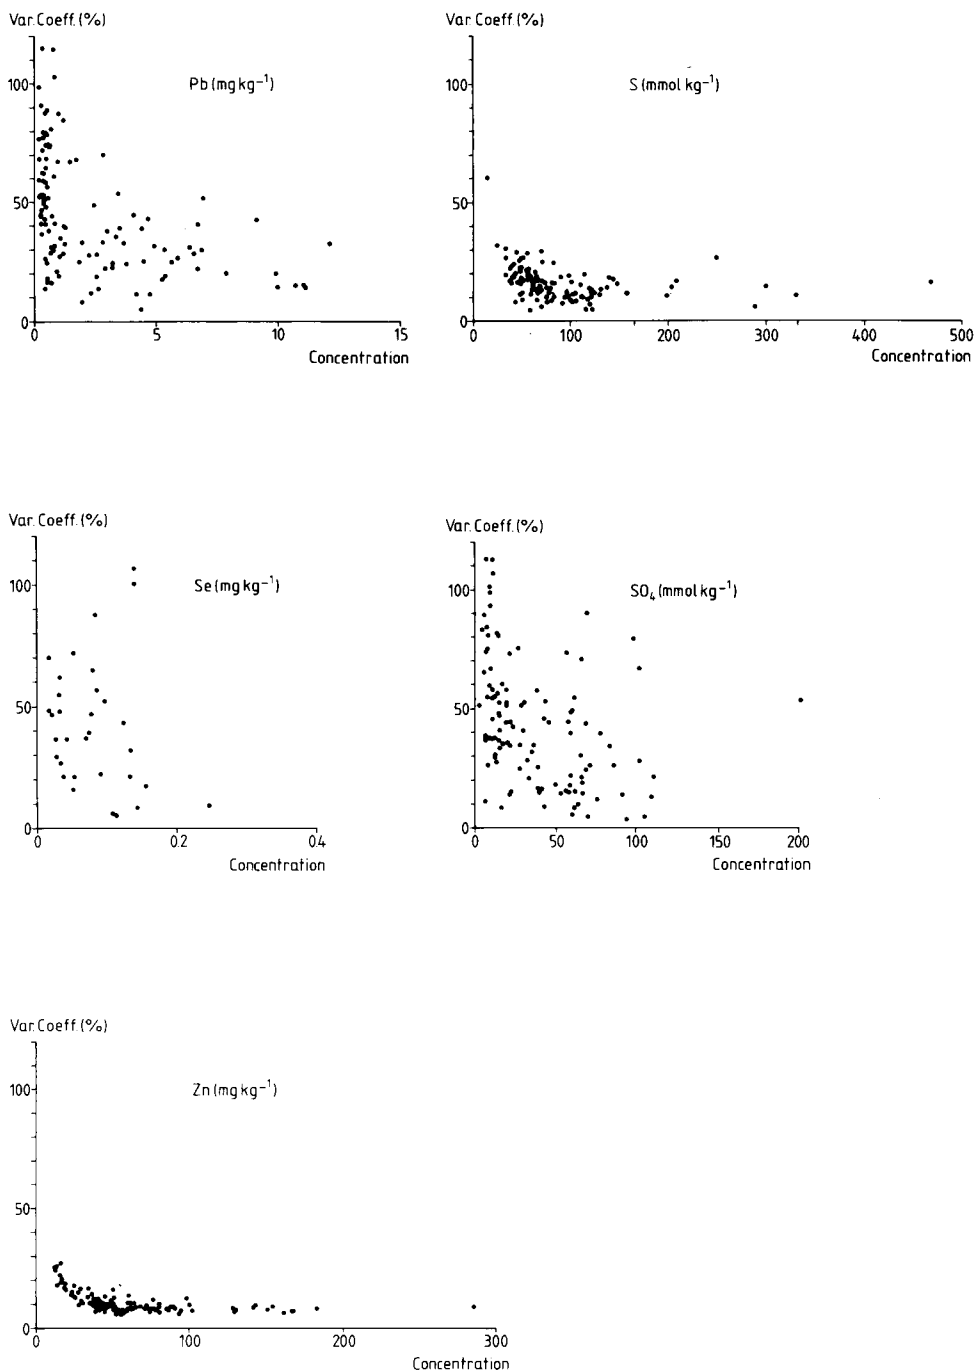 Var. Coeff. (%)
Pb (mg kg⁻¹)
100
50
0
0 5 10 15
Concentration
Var. Coeff. (%)
S (mmol kg⁻¹)
100
50
0
0 100 200 300 400 500
Concentration
Var. Coeff. (%)
Se (mg kg⁻¹)
100
50
0
0 0.2 0.4
Concentration
Var. Coeff. (%)
SO₄ (mmol kg⁻¹)
100
50
0
0 50 100 150 200
Concentration
Var. Coeff. (%)
Zn (mg kg⁻¹)
100
50
0
0 100 200 300
Concentration